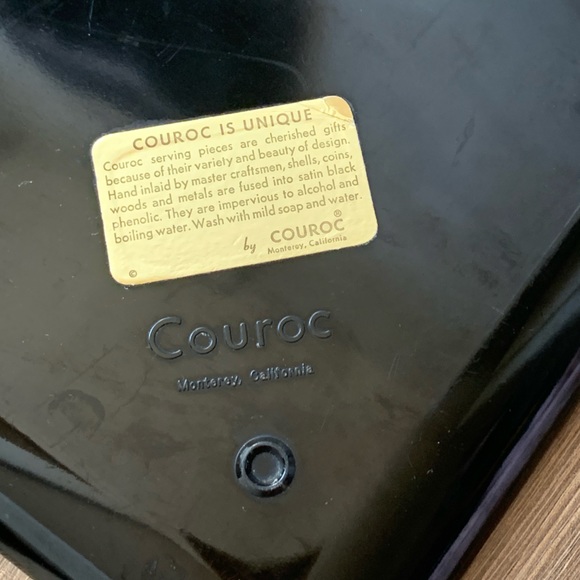 COUROC IS UNIQUE
Couroc serving pieces are cherished gifts
because of their variety and beauty of design.
Hand inlaid by master craftsmen, shells, coins,
woods and metals are fused into satin black
phenolic. They are impervious to alcohol and
boiling water. Wash with mild soap and water.
by COUROC®
Monterey, California
©
Couroc
Monterey, California